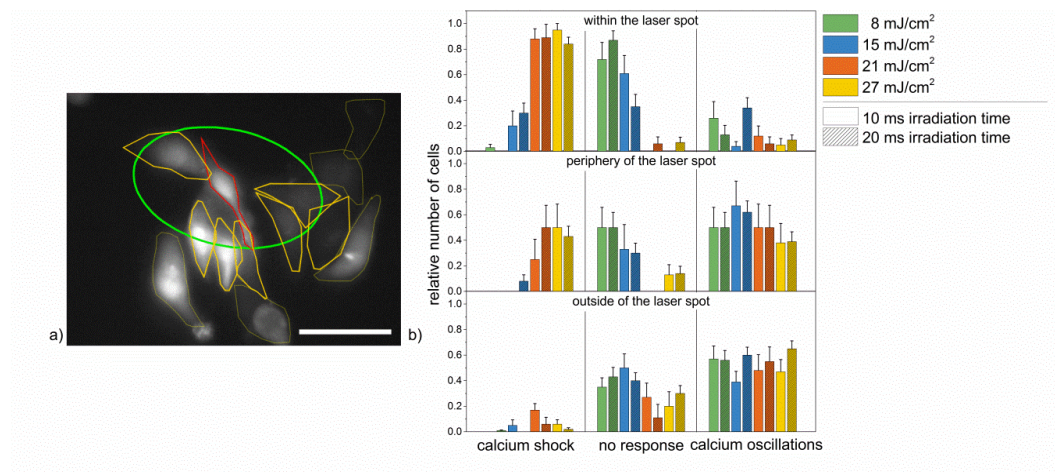 a)
b)
relative number of cells
within the laser spot
1.0
0.8
0.6
0.4
0.2
0.0
periphery of the laser spot
0.8
0.6
0.4
0.2
0.0
outside of the laser spot
0.8
0.6
0.4
0.2
0.0
calcium shock
no response
calcium oscillations
8 mJ/cm²
15 mJ/cm²
21 mJ/cm²
27 mJ/cm²
10 ms irradiation time
20 ms irradiation time